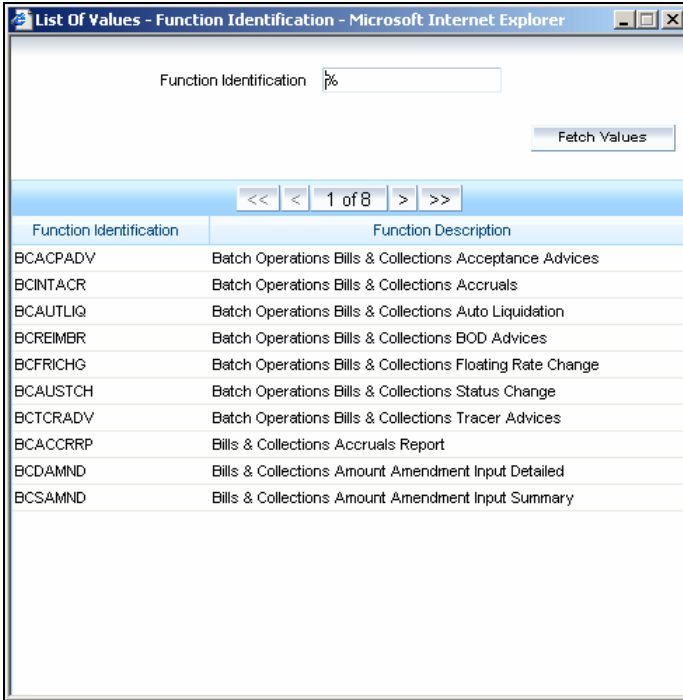 List Of Values - Function Identification - Microsoft Internet Explorer
Function Identification %
Fetch Values
<< < 1 of 8 > >>
Function Identification Function Description
BCACPADV Batch Operations Bills & Collections Acceptance Advices
BCINTACR Batch Operations Bills & Collections Accruals
BCAUTLIQ Batch Operations Bills & Collections Auto Liquidation
BCREIMBR Batch Operations Bills & Collections BOD Advices
BCFRICHG Batch Operations Bills & Collections Floating Rate Change
BCAUSTCH Batch Operations Bills & Collections Status Change
BCTCRADV Batch Operations Bills & Collections Tracer Advices
BCACCRRP Bills & Collections Accruals Report
BCDAMND Bills & Collections Amount Amendment Input Detailed
BCSAMND Bills & Collections Amount Amendment Input Summary